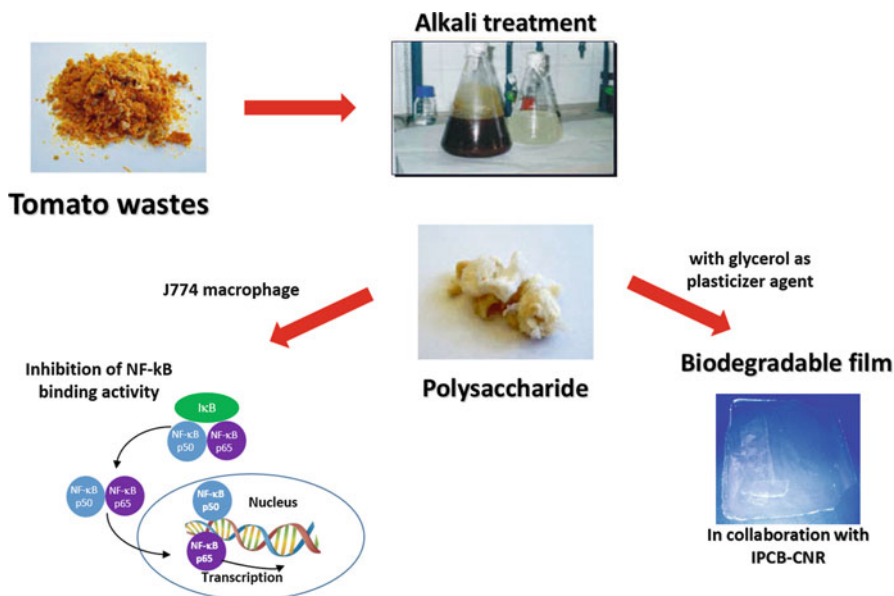 Alkali treatment
Tomato wastes
J774 macrophage
with glycerol as
plasticizer agent
Inhibition of NF-kB
binding activity
Polysaccharide
Biodegradable film
IκB
NF-κB
p50
NF-κB
p65
NF-κB
p50
NF-κB
p65
NF-κB
p50
Nucleus
NF-κB
p65
Transcription
In collaboration with
IPCB-CNR